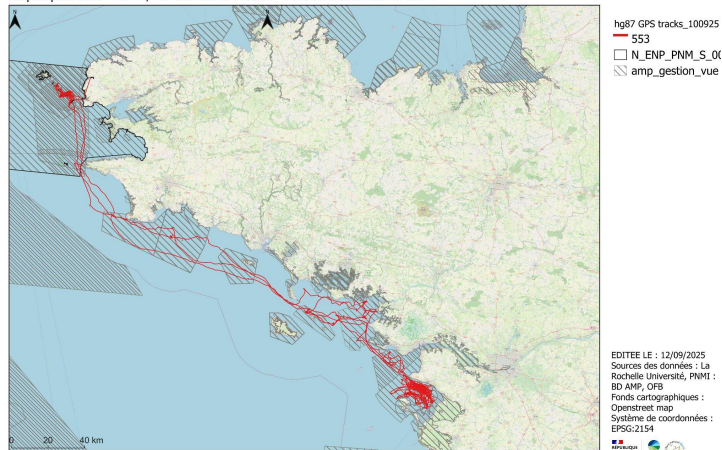 N
N
hg87 GPS tracks_100925
553
N_ENP_PNM_S_00
amp_gestion_vue
0 20 40 km
EDITEE LE : 12/09/2025
Sources des données : La
Rochelle Université, PNMI :
BD AMP, OFB
Fonds cartographiques :
Openstreet map
Système de coordonnées :
EPSG:2154
RÉPUBLIQUE